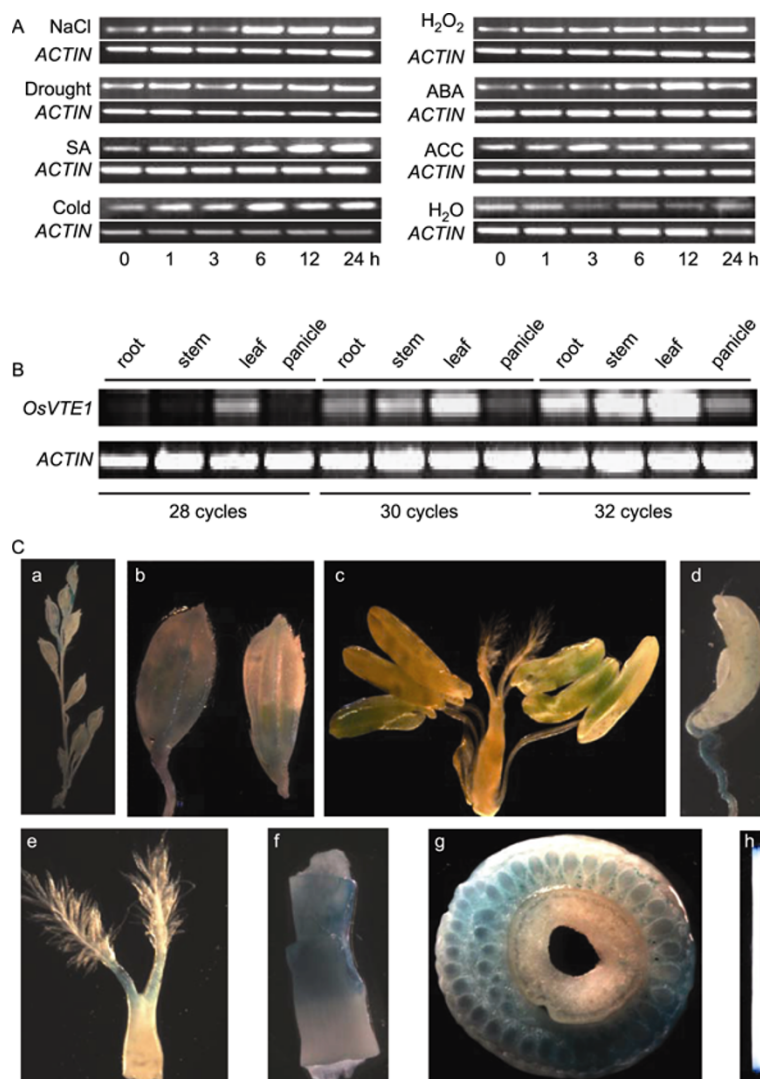 A
NaCl
ACTIN
Drought
ACTIN
SA
ACTIN
Cold
ACTIN
0 1 3 6 12 24 h
H₂O₂
ACTIN
ABA
ACTIN
ACC
ACTIN
H₂O
ACTIN
0 1 3 6 12 24 h
B
root stem leaf panicle root stem leaf panicle root stem leaf panicle
OsVTE1
ACTIN
28 cycles 30 cycles 32 cycles
C
a b c d
e f g h